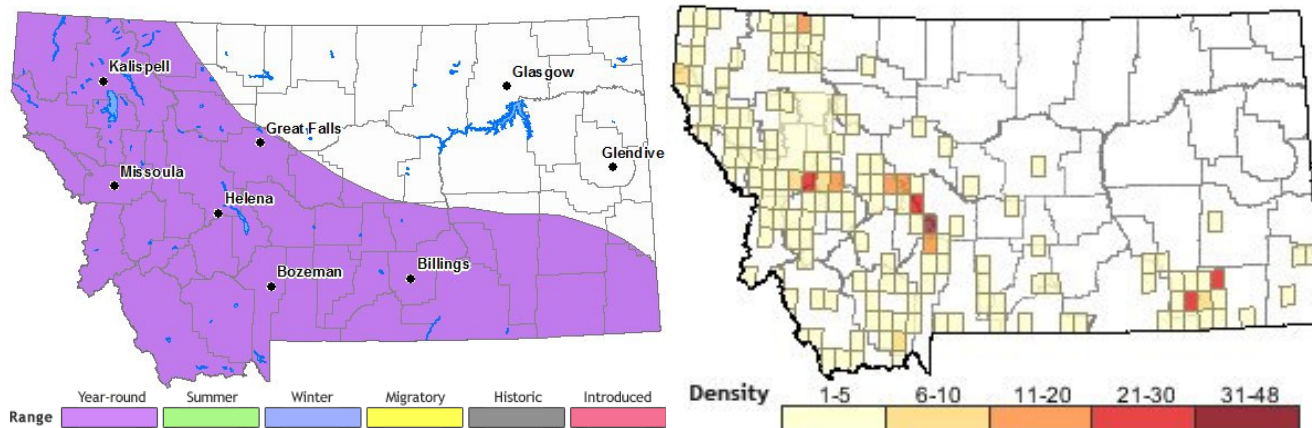 Kalispell
Glasgow
Great Falls
Glendive
Missoula
Helena
Bozeman
Billings
Year-round Summer Winter Migratory Historic Introduced
Range
Density 1-5 6-10 11-20 21-30 31-48